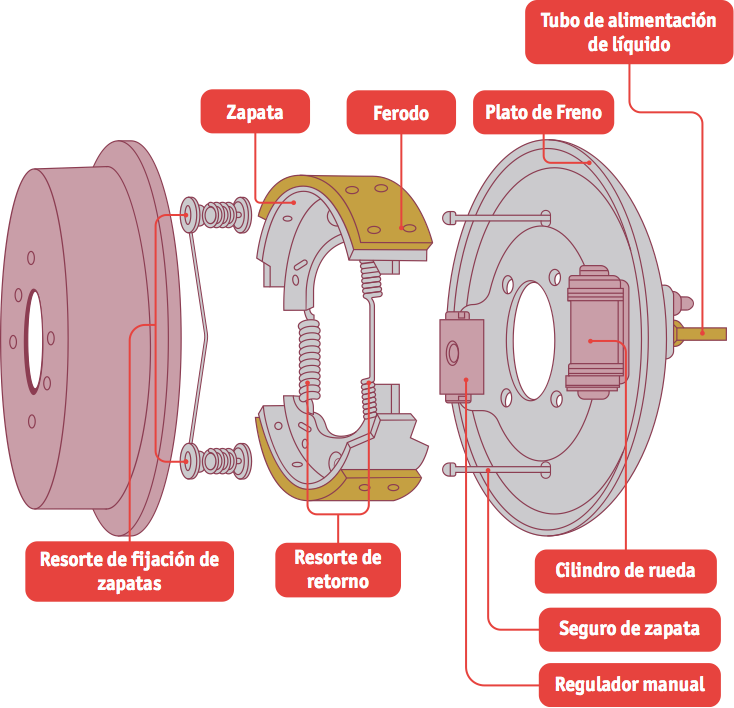 Tubo de alimentación
de líquido
Zapata
Ferodo
Plato de Freno
Resorte de fijación de
zapatas
Resorte de
retorno
Cilindro de rueda
Seguro de zapata
Regulador manual